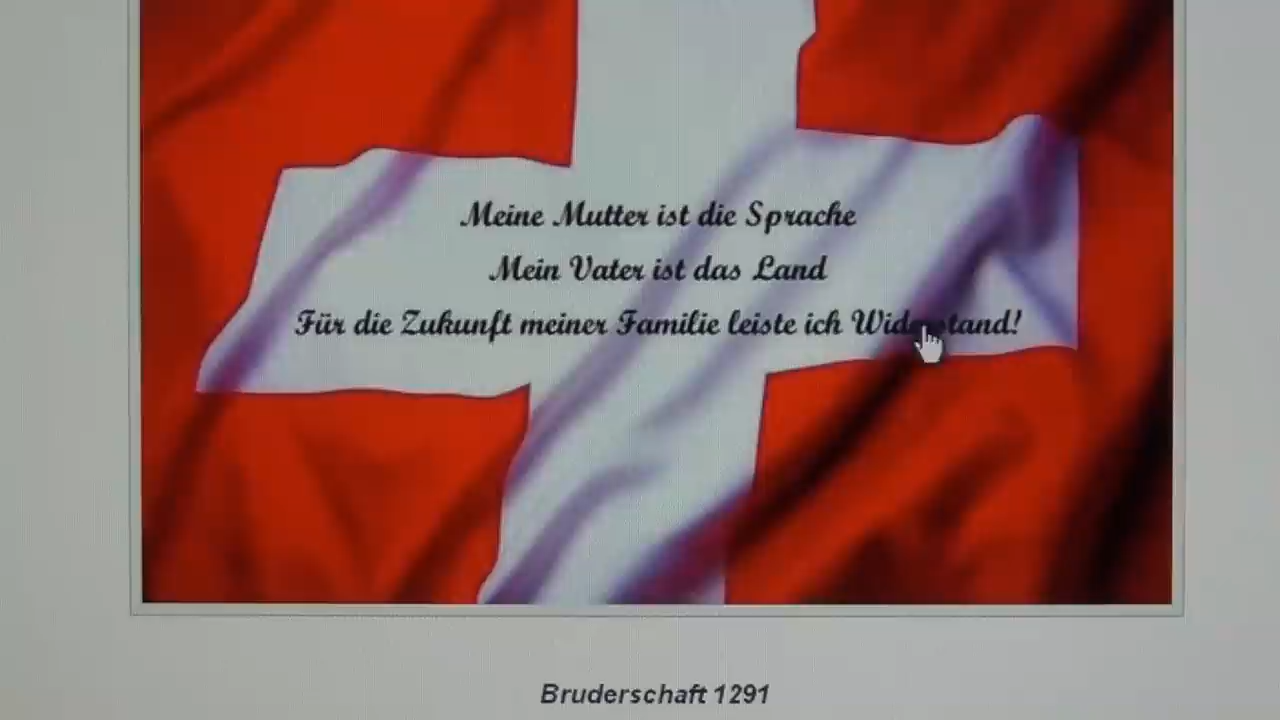 Meine Mutter ist die Sprache
Mein Vater ist das Land
Für die Zukunft meiner Familie leiste ich Widerstand!
Bruderschaft 1291